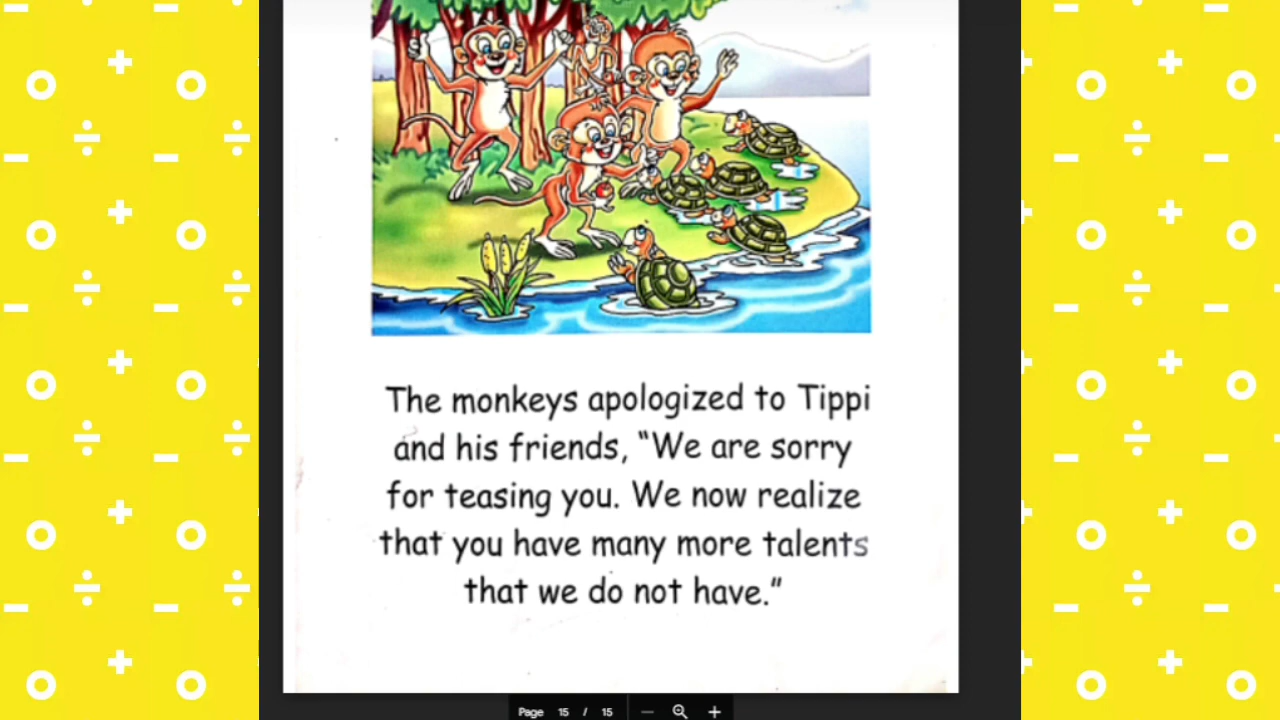 The monkeys apologized to Tippi
and his friends, “We are sorry
for teasing you. We now realize
that you have many more talents
that we do not have.”
Page 15 / 15